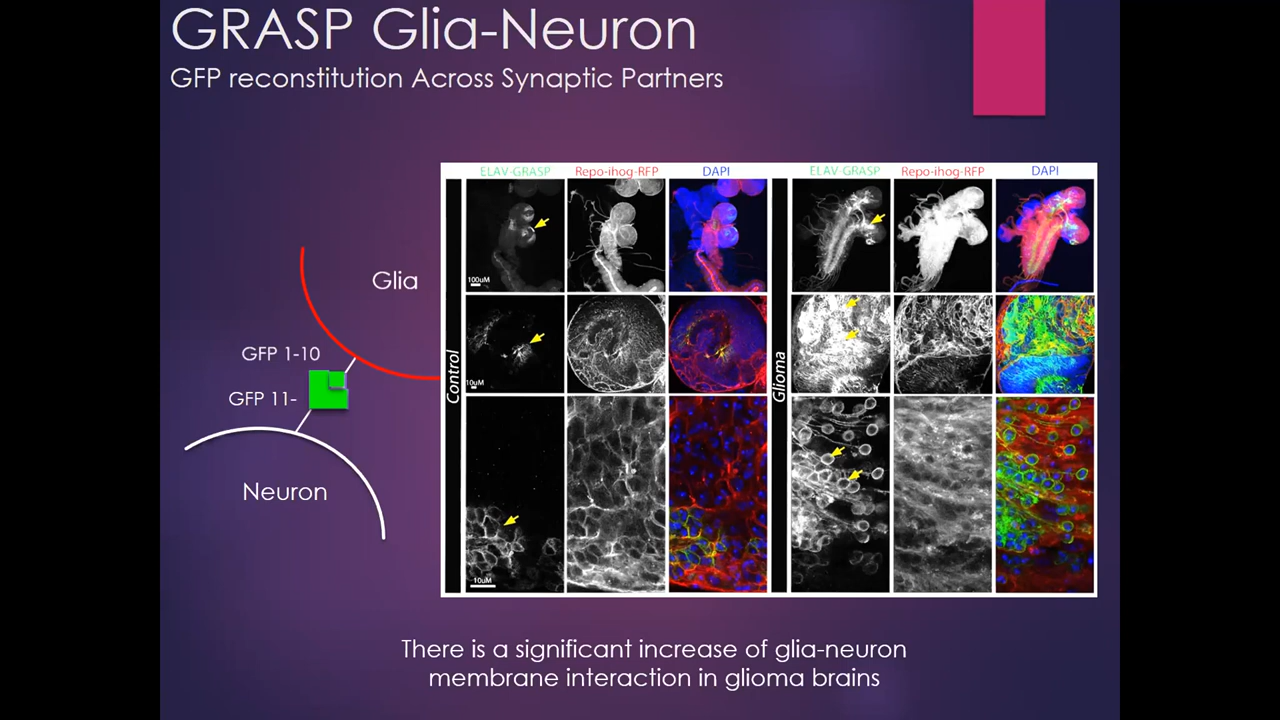 GRASP Glia-Neuron
GFP reconstitution Across Synaptic Partners
ELAV-GRASP Repo-ihog-RFP DAPI ELAV-GRASP Repo-ihog-RFP DAPI
Control
Glioma
100uM
10uM
10uM
Glia
GFP 1-10
GFP 11-
Neuron
There is a significant increase of glia-neuron
membrane interaction in glioma brains